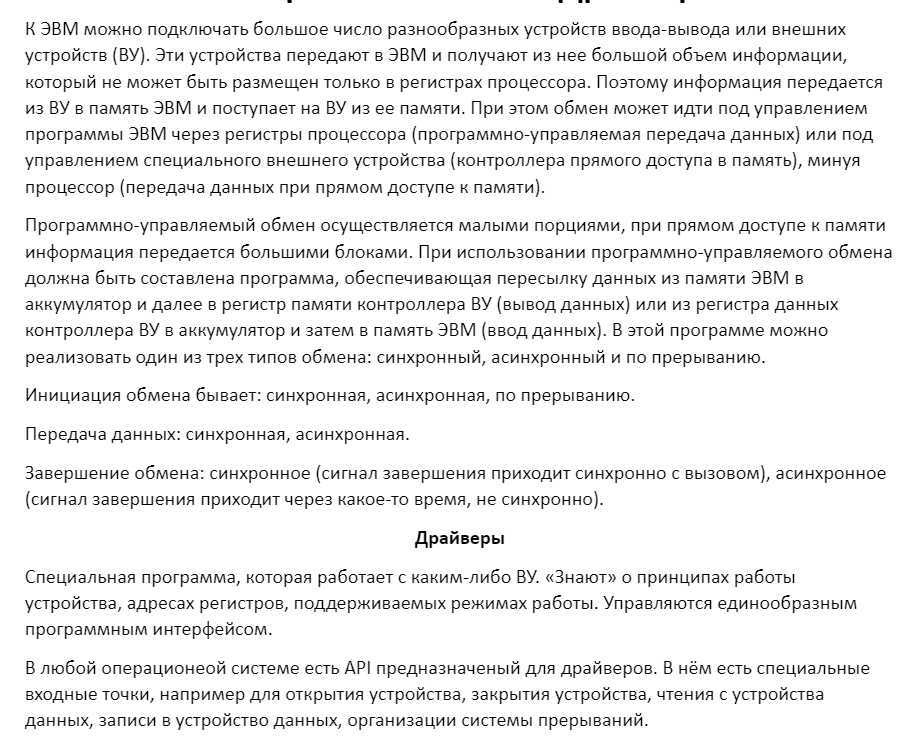 К ЭВМ можно подключать большое число разнообразных устройств ввода-вывода или внешних
устройств (ВУ). Эти устройства передают в ЭВМ и получают из нее большой объем информации,
который не может быть размещен только в регистрах процессора. Поэтому информация передается
из ВУ в память ЭВМ и поступает на ВУ из ее памяти. При этом обмен может идти под управлением
программы ЭВМ через регистры процессора (программно-управляемая передача данных) или под
управлением специального внешнего устройства (контроллера прямого доступа в память), минуя
процессор (передача данных при прямом доступе к памяти).
Программно-управляемый обмен осуществляется малыми порциями, при прямом доступе к памяти
информация передается большими блоками. При использовании программно-управляемого обмена
должна быть составлена программа, обеспечивающая пересылку данных из памяти ЭВМ в
аккумулятор и далее в регистр памяти контроллера ВУ (вывод данных) или из регистра данных
контроллера ВУ в аккумулятор и затем в память ЭВМ (ввод данных). В этой программе можно
реализовать один из трех типов обмена: синхронный, асинхронный и по прерыванию.
Инициация обмена бывает: синхронная, асинхронная, по прерыванию.
Передача данных: синхронная, асинхронная.
Завершение обмена: синхронное (сигнал завершения приходит синхронно с вызовом), асинхронное
(сигнал завершения приходит через какое-то время, не синхронно).
Драйверы
Специальная программа, которая работает с каким-либо ВУ. «Знают» о принципах работы
устройства, адресах регистров, поддерживаемых режимах работы. Управляются единообразным
программным интерфейсом.
В любой операционеой системе есть API предназначеный для драйверов. В нём есть специальные
входные точки, например для открытия устройства, закрытия устройства, чтения с устройства
данных, записи в устройство данных, организации системы прерываний.